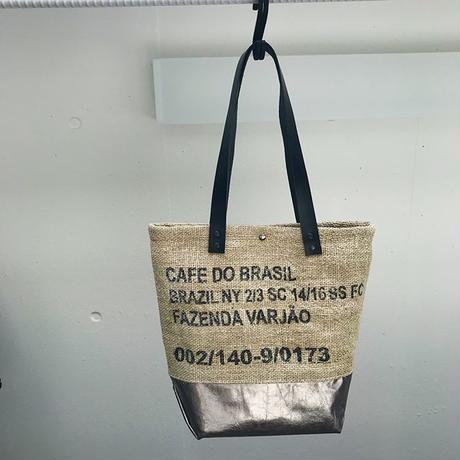 CAFE DO BRASIL
BRAZIL NY 2/3 SC 14/16 SS FC
FAZENDA VARJÃO
002/140-9/0173